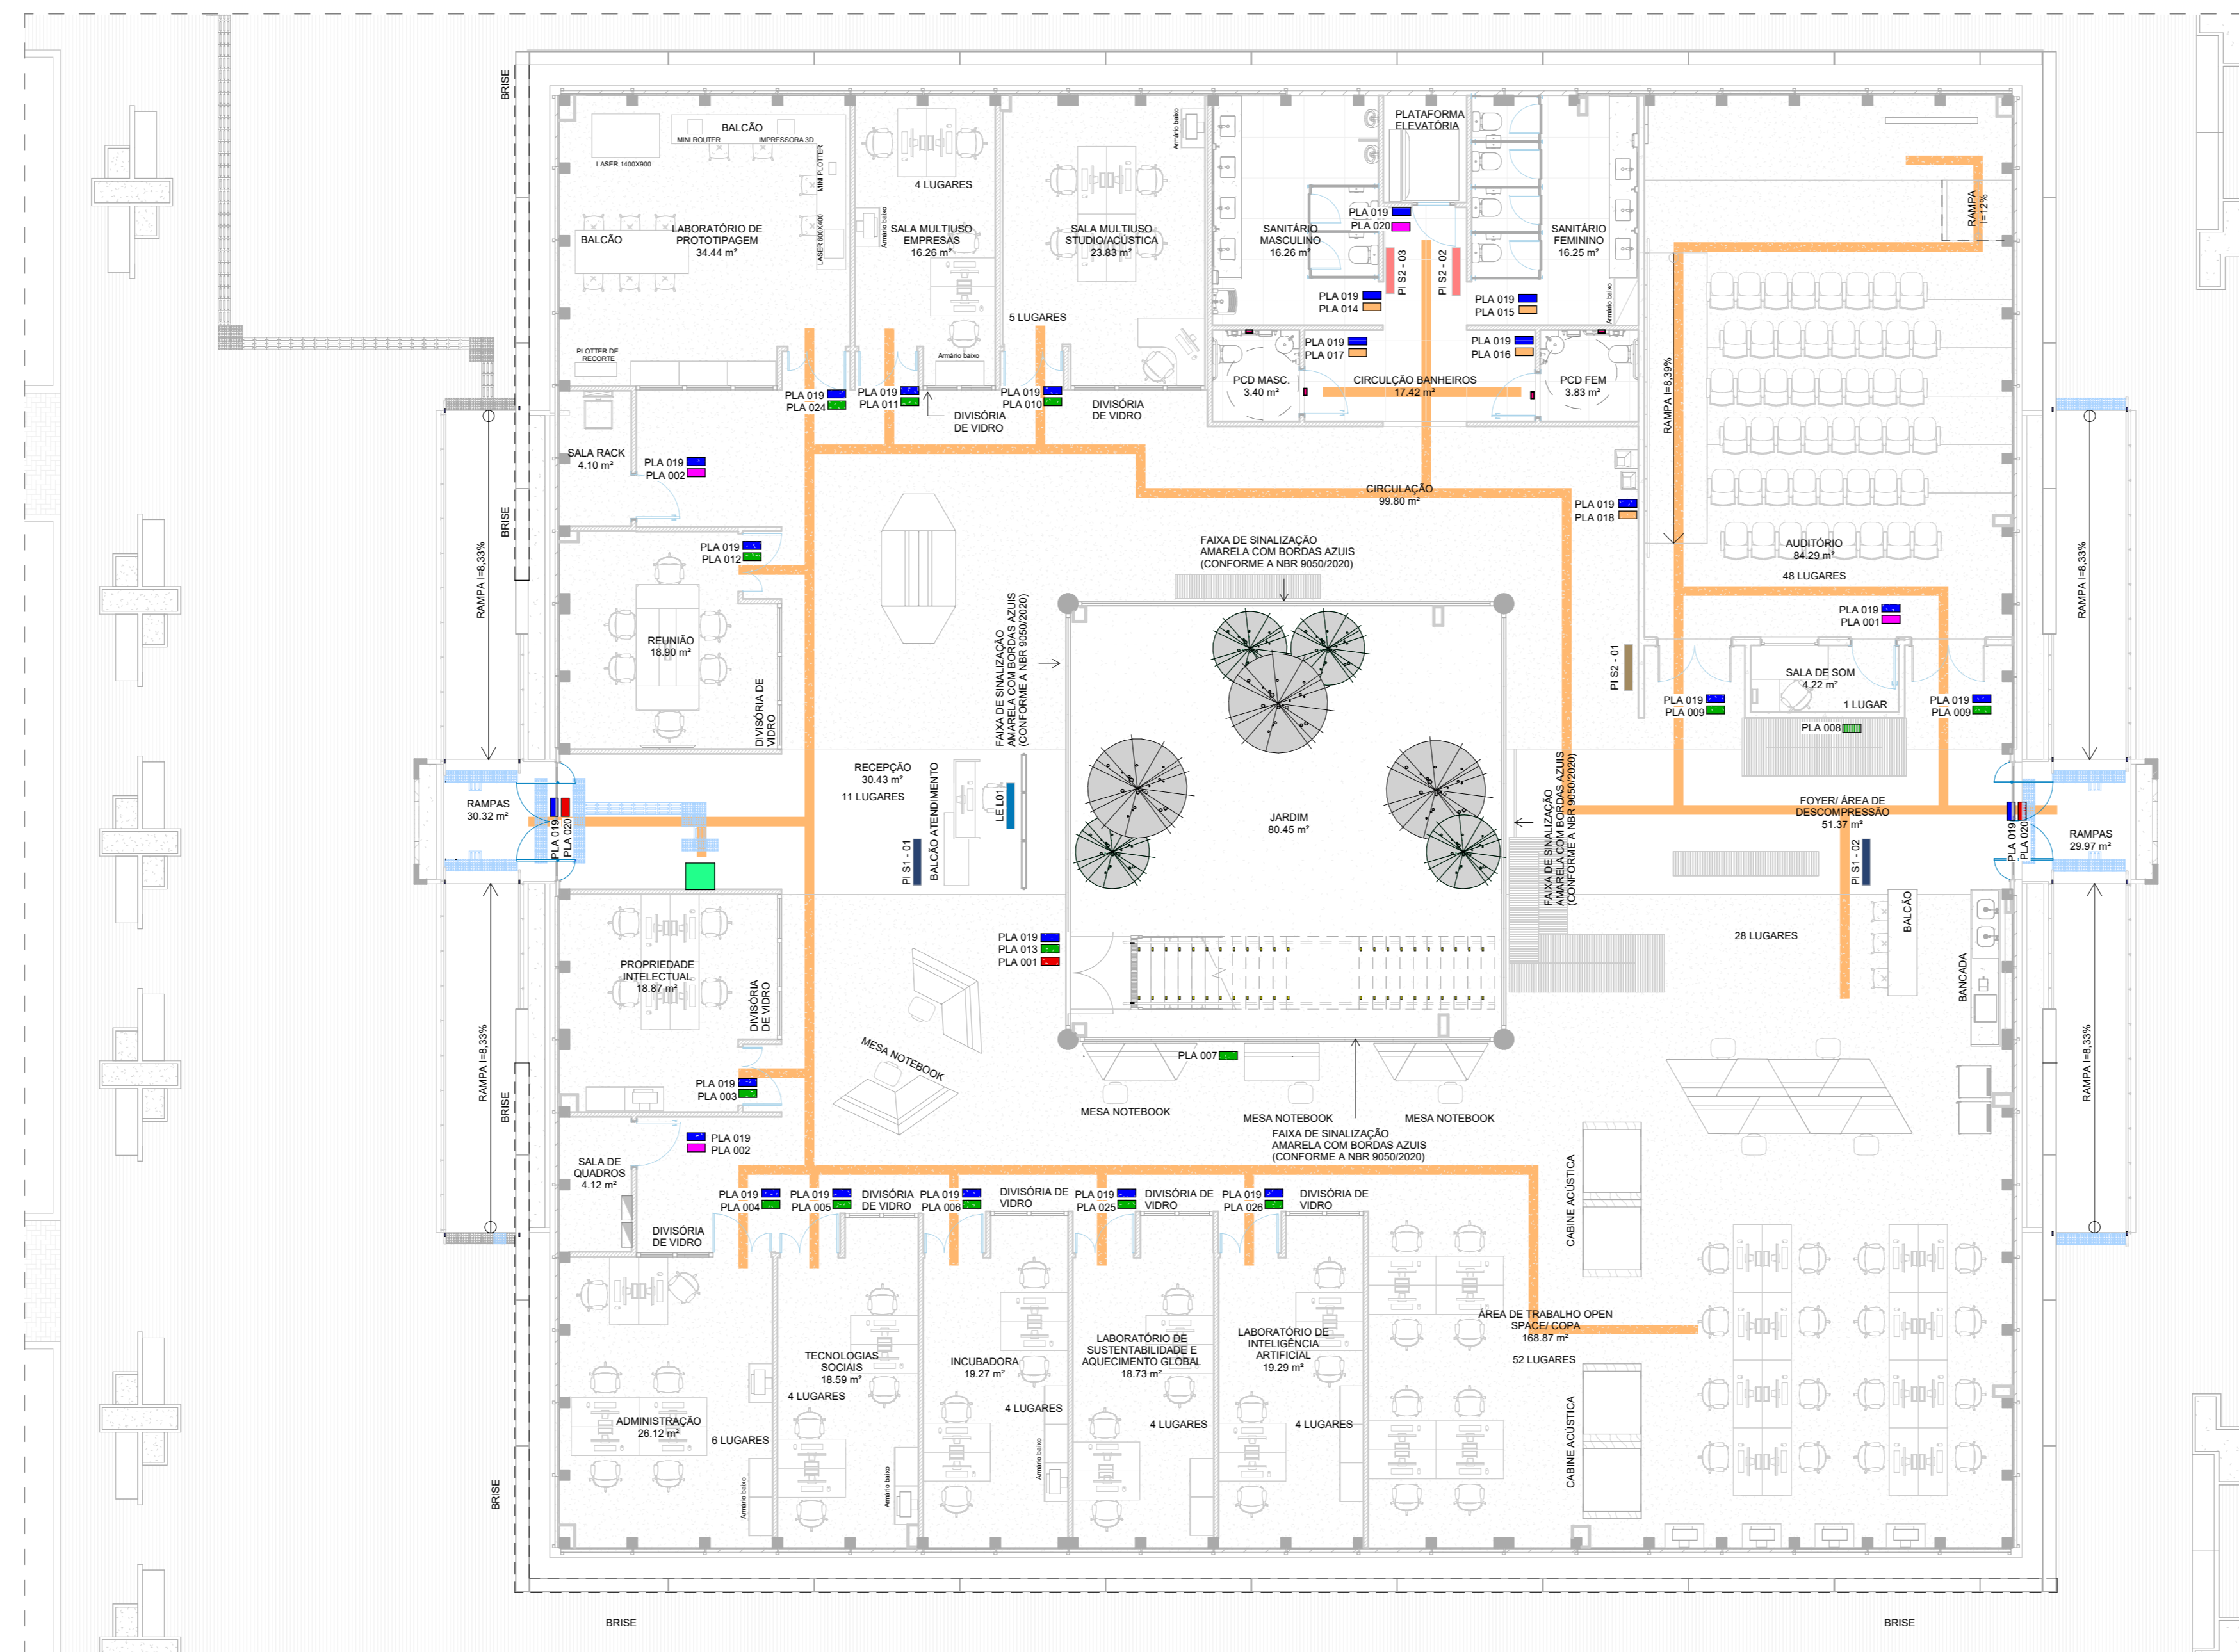 BRISE
BALCÃO
MINI ROUTER
IMPRESSORA 3D
LASER 1400X900
MINI PLOTTER
LASER 600X400
BALCÃO
LABORATÓRIO DE
PROTOTIPAGEM
34.44 m²
PLOTTER DE
RECORTE
4 LUGARES
Armário baixo
SALA MULTIUSO
EMPRESAS
16.26 m²
Armário baixo
Armário baixo
SALA MULTIUSO
STUDIO/ACÚSTICA
23.83 m²
5 LUGARES
PLATAFORMA
ELEVATÓRIA
PLA 019
PLA 020
SANITÁRIO
MASCULINO
16.26 m²
PI S2 - 03
PI S2 - 02
SANITÁRIO
FEMININO
16.25 m²
Armário baixo
PLA 019
PLA 014
PLA 019
PLA 015
PLA 019
PLA 017
PLA 019
PLA 016
PCD MASC.
3.40 m²
CIRCULÇÃO BANHEIROS
17.42 m²
PCD FEM
3.83 m²
RAMPA
I=12%
RAMPA I=8,39%
PLA 019
PLA 024
PLA 019
PLA 011
PLA 019
PLA 010
DIVISÓRIA
DE VIDRO
DIVISÓRIA
DE VIDRO
SALA RACK
4.10 m²
PLA 019
PLA 002
BRISE
RAMPA I=8,33%
CIRCULAÇÃO
99.80 m²
PLA 019
PLA 018
AUDITÓRIO
84.29 m²
48 LUGARES
RAMPA I=8,33%
PLA 019
PLA 012
FAIXA DE SINALIZAÇÃO
AMARELA COM BORDAS AZUIS
(CONFORME A NBR 9050/2020)
FAIXA DE SINALIZAÇÃO
AMARELA COM BORDAS AZUIS
(CONFORME A NBR 9050/2020)
PLA 019
PLA 001
REUNIÃO
18.90 m²
DIVISÓRIA DE
VIDRO
PI S2 - 01
SALA DE SOM
4.22 m²
1 LUGAR
PLA 019
PLA 009
PLA 019
PLA 009
PLA 008
RECEPÇÃO
30.43 m²
11 LUGARES
BALCÃO ATENDIMENTO
LE L01
PI S1 - 01
RAMPAS
30.32 m²
PLA 019
PLA 020
JARDIM
80.45 m²
FAIXA DE SINALIZAÇÃO
AMARELA COM BORDAS AZUIS
(CONFORME A NBR 9050/2020)
FOYER/ ÁREA DE
DESCOMPRESSÃO
51.37 m²
PI S1 - 02
PLA 019
PLA 020
RAMPAS
29.97 m²
PLA 019
PLA 013
PLA 001
28 LUGARES
BALCÃO
BANCADA
PROPRIEDADE
INTELECTUAL
18.87 m²
DIVISÓRIA
DE VIDRO
RAMPA I=8,33%
BRISE
RAMPA I=8,33%
MESA NOTEBOOK
PLA 007
PLA 019
PLA 003
MESA NOTEBOOK
MESA NOTEBOOK
MESA NOTEBOOK
FAIXA DE SINALIZAÇÃO
AMARELA COM BORDAS AZUIS
(CONFORME A NBR 9050/2020)
PLA 019
PLA 002
SALA DE
QUADROS
4.12 m²
CABINE ACÚSTICA
PLA 019
PLA 004
PLA 019
PLA 005
DIVISÓRIA
DE VIDRO
PLA 019
PLA 006
DIVISÓRIA DE
VIDRO
PLA 019
PLA 025
DIVISÓRIA DE
VIDRO
PLA 019
PLA 026
DIVISÓRIA DE
VIDRO
DIVISÓRIA
DE VIDRO
ÁREA DE TRABALHO OPEN
SPACE/ COPA
168.87 m²
52 LUGARES
TECNOLOGIAS
SOCIAIS
18.59 m²
4 LUGARES
INCUBADORA
19.27 m²
4 LUGARES
LABORATÓRIO DE
SUSTENTABILIDADE E
AQUECIMENTO GLOBAL
18.73 m²
4 LUGARES
LABORATÓRIO DE
INTELIGÊNCIA
ARTIFICIAL
19.29 m²
4 LUGARES
ADMINISTRAÇÃO
26.12 m²
6 LUGARES
Armário baixo
Armário baixo
Armário baixo
CABINE ACÚSTICA
BRISE
BRISE
BRISE